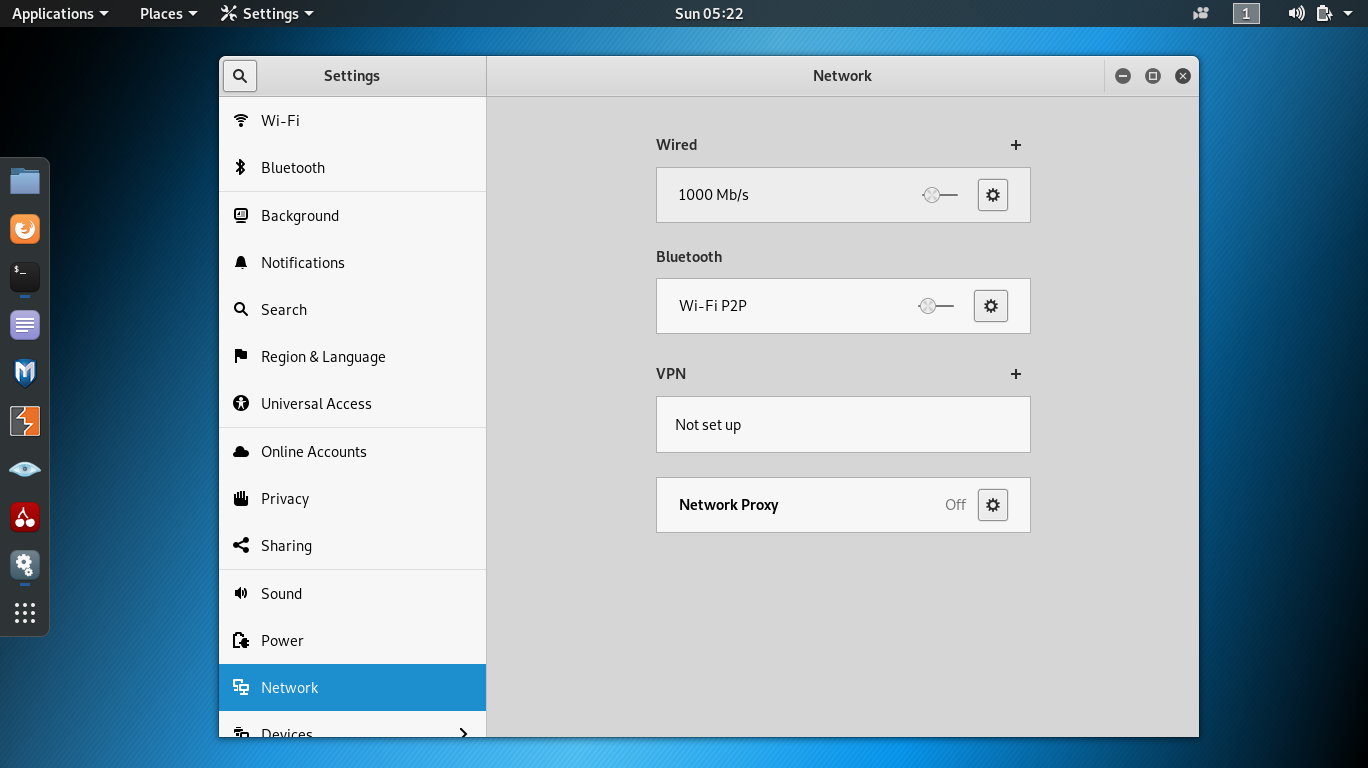 Applications Places Settings Sun 05:22 1
Settings Network
Wi-Fi
Bluetooth
Background
Notifications
Search
Region & Language
Universal Access
Online Accounts
Privacy
Sharing
Sound
Power
Network
Devices
Wired +
1000 Mb/s
Bluetooth
Wi-Fi P2P
VPN +
Not set up
Network Proxy Off
$_